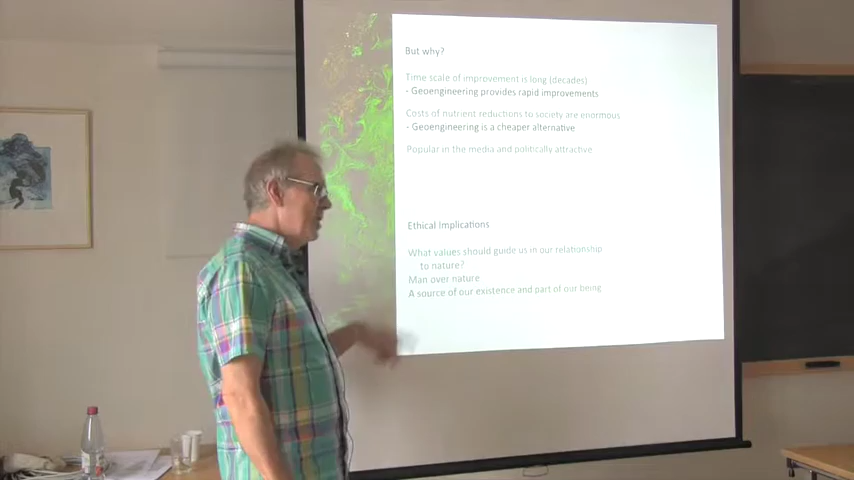 But why?
Time scale of improvement is long (decades)
- Geoengineering provides rapid improvements
Costs of nutrient reductions to society are enormous
- Geoengineering is a cheaper alternative
Popular in the media and politically attractive
Ethical Implications
What values should guide us in our relationship
to nature?
Man over nature
A source of our existence and part of our being